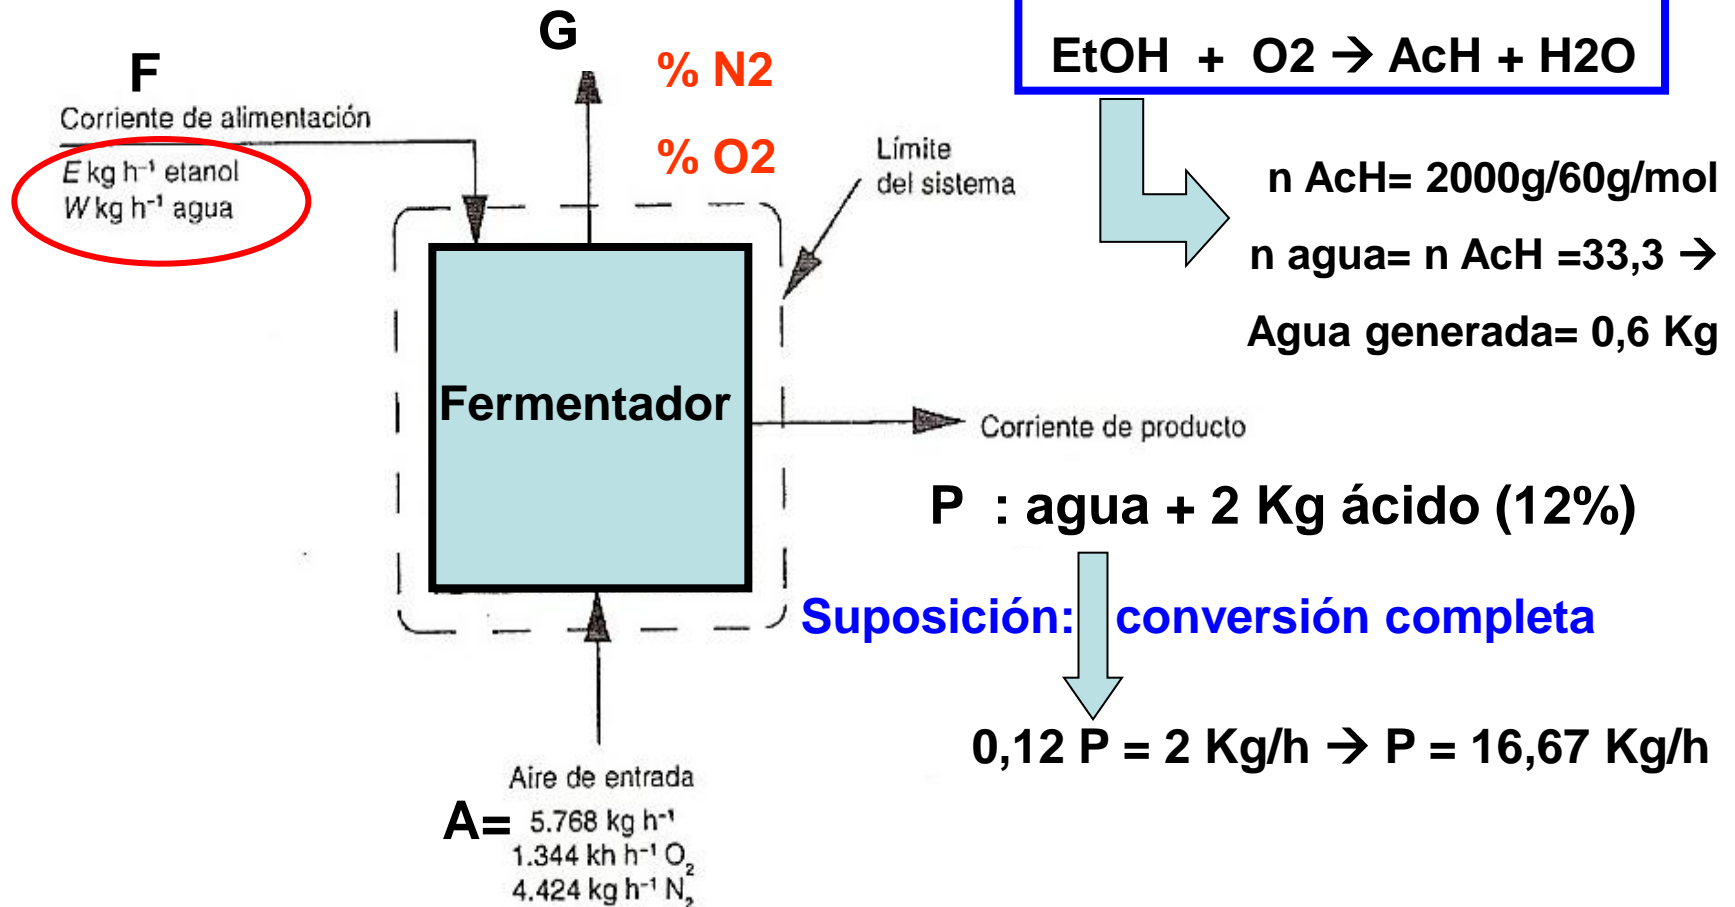 G
F
% N2
% O2
EtOH + O2 → AcH + H2O
Corriente de alimentación
E kg h⁻¹ etanol
W kg h⁻¹ agua
Límite
del sistema
n AcH= 2000g/60g/mol
n agua= n AcH =33,3 →
Agua generada= 0,6 Kg
Fermentador
Corriente de producto
P : agua + 2 Kg ácido (12%)
Suposición: conversión completa
0,12 P = 2 Kg/h → P = 16,67 Kg/h
Aire de entrada
A= 5.768 kg h⁻¹
1.344 kh h⁻¹ O₂
4.424 kg h⁻¹ N₂